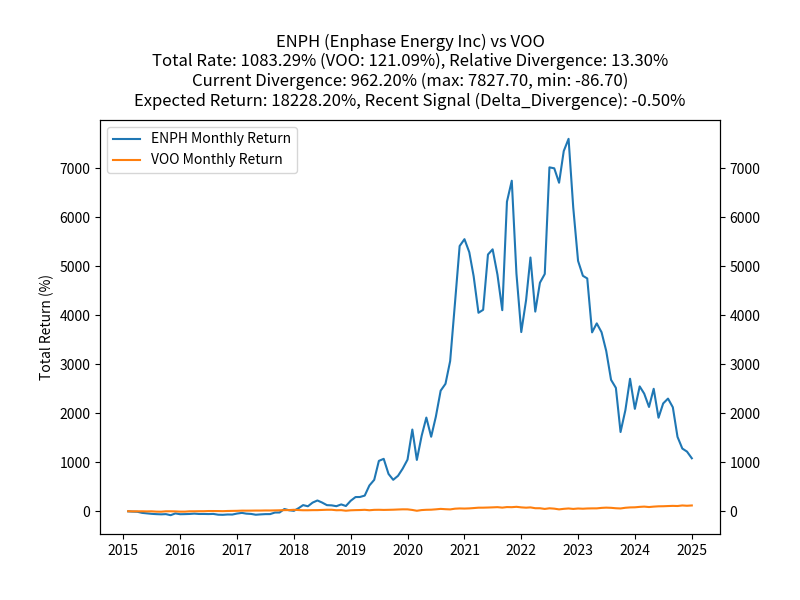 ENPH (Enphase Energy Inc) vs VOO
Total Rate: 1083.29% (VOO: 121.09%), Relative Divergence: 13.30%
Current Divergence: 962.20% (max: 7827.70, min: -86.70)
Expected Return: 18228.20%, Recent Signal (Delta_Divergence): -0.50%
ENPH Monthly Return
VOO Monthly Return
Total Return (%)
7000
6000
5000
4000
3000
2000
1000
0
7000
6000
5000
4000
3000
2000
1000
0
2015 2016 2017 2018 2019 2020 2021 2022 2023 2024 2025